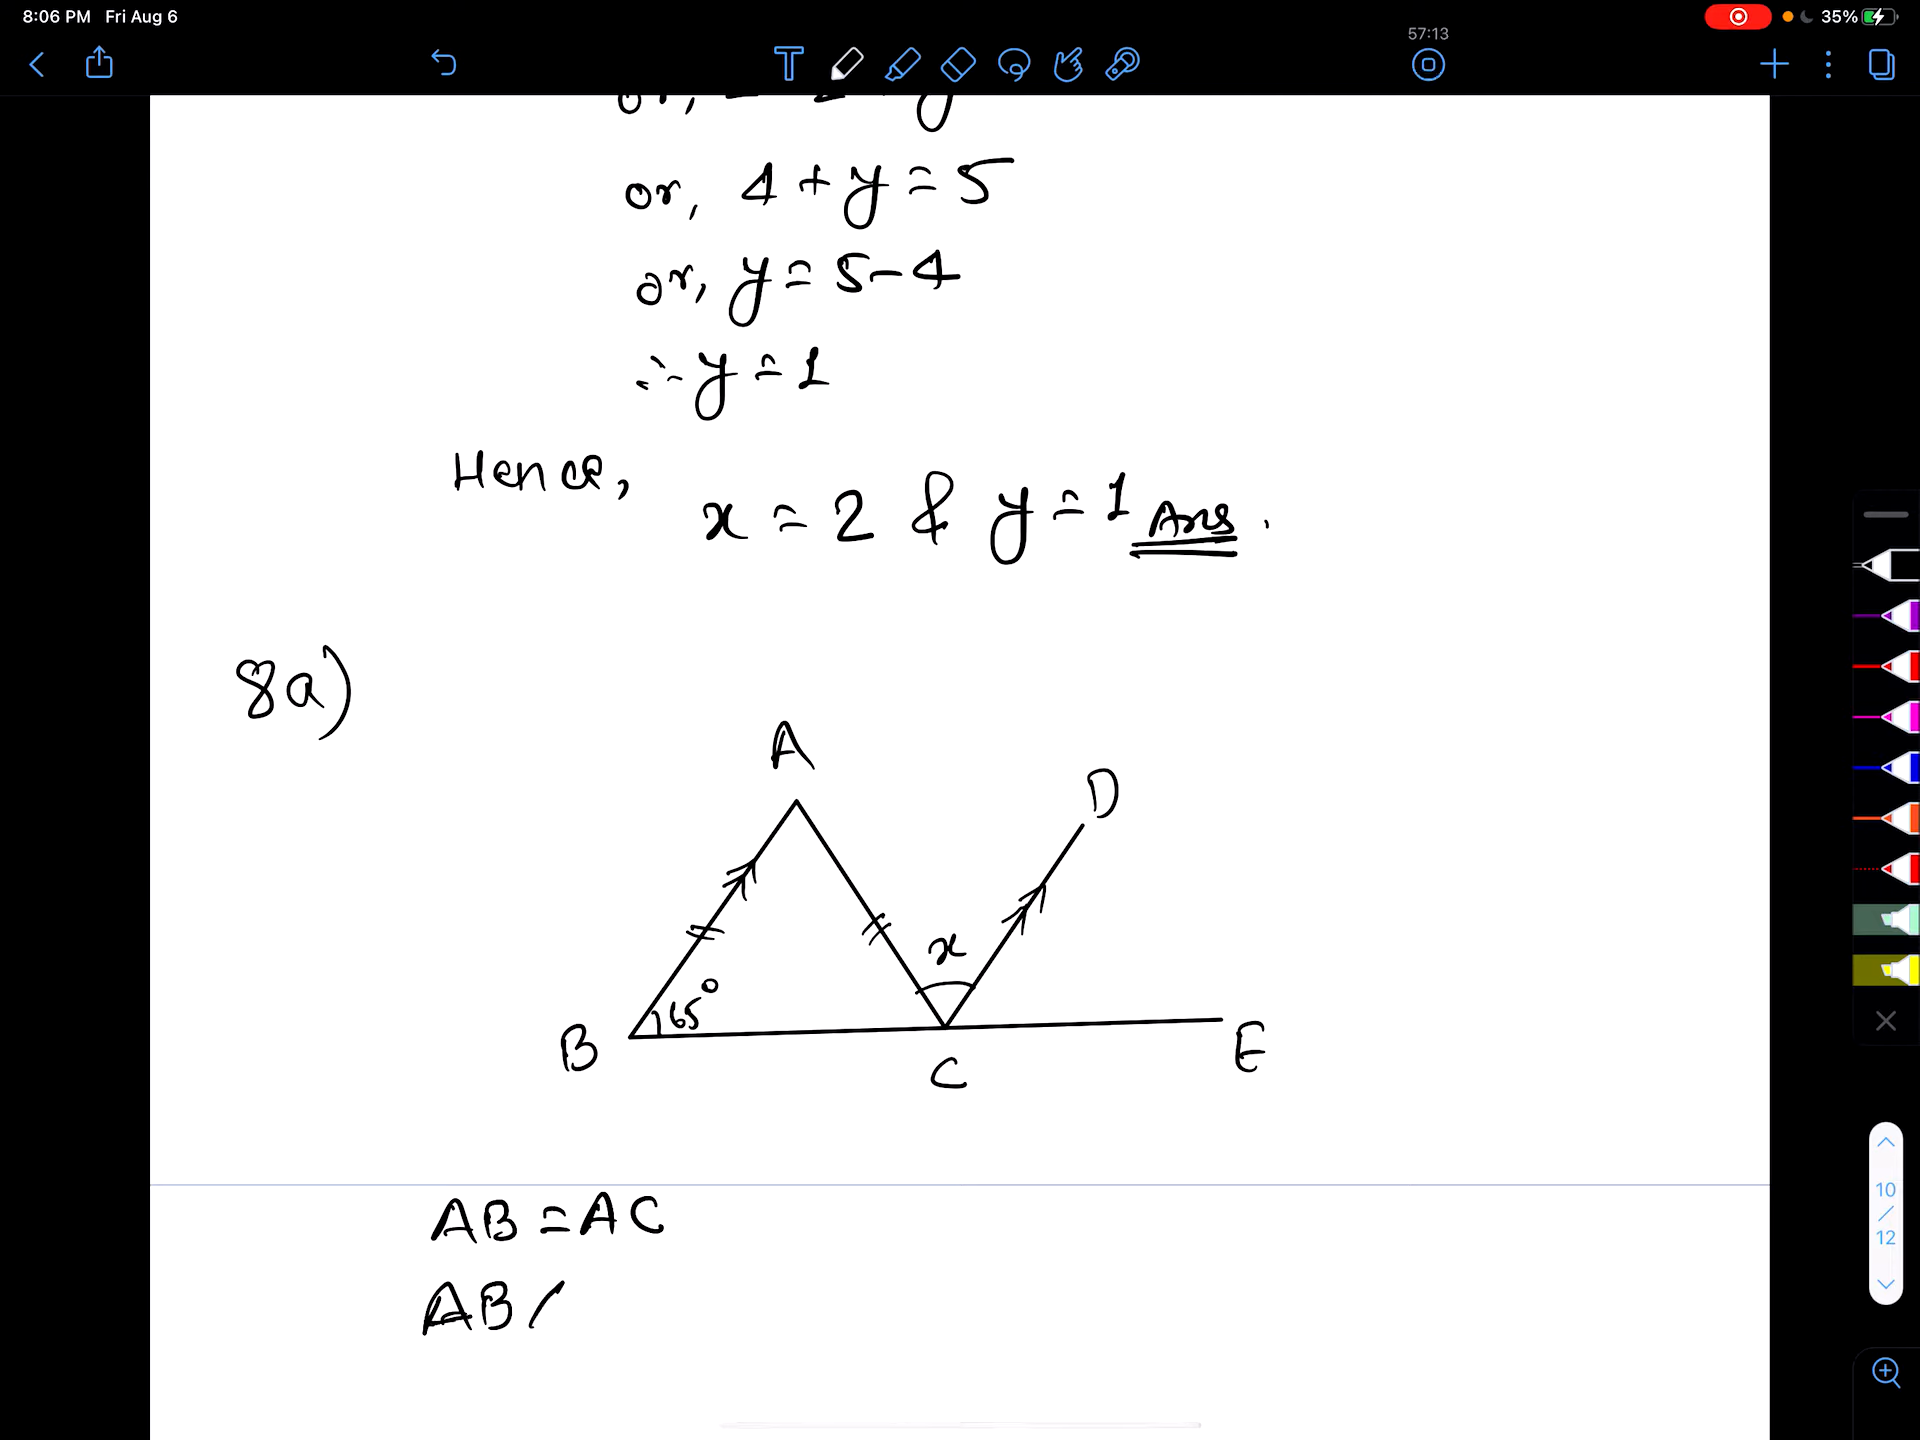 8:06 PM Fri Aug 6
35%
57:13
or, 4 + y = 5
or, y = 5 - 4
∴ y = 1
Hence,
x = 2 & y = 1 Ans.
8a)
A
D
x
65°
B
C
E
10
/
12
AB = AC
AB /